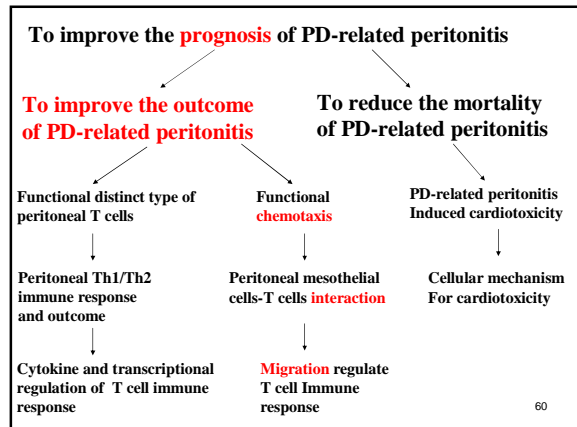 To improve the prognosis of PD-related peritonitis
To improve the outcome
of PD-related peritonitis
To reduce the mortality
of PD-related peritonitis
Functional distinct type of
peritoneal T cells
Functional
chemotaxis
PD-related peritonitis
Induced cardiotoxicity
Peritoneal Th1/Th2
immune response
and outcome
Peritoneal mesothelial
cells-T cells interaction
Cellular mechanism
For cardiotoxicity
Cytokine and transcriptional
regulation of T cell immune
response
Migration regulate
T cell Immune
response
60